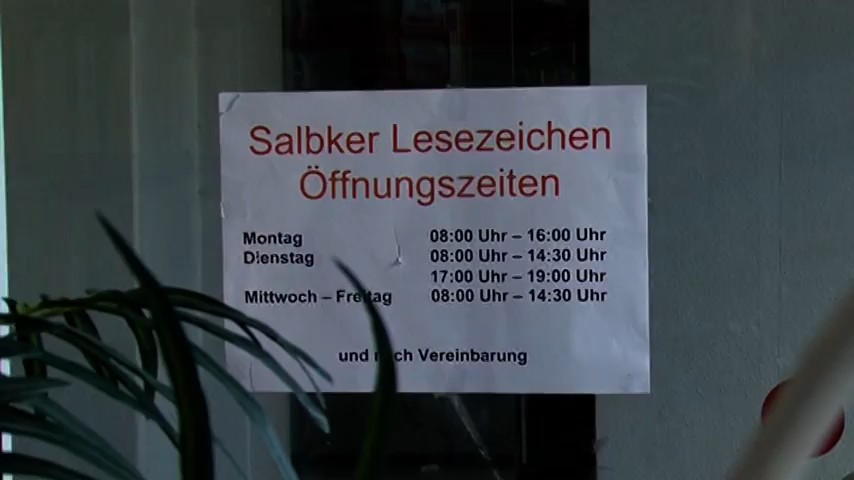 Salbker Lesezeichen
Öffnungszeiten
Montag 08:00 Uhr – 16:00 Uhr
Dienstag 08:00 Uhr – 14:30 Uhr
17:00 Uhr – 19:00 Uhr
Mittwoch – Freitag 08:00 Uhr – 14:30 Uhr
und nach Vereinbarung